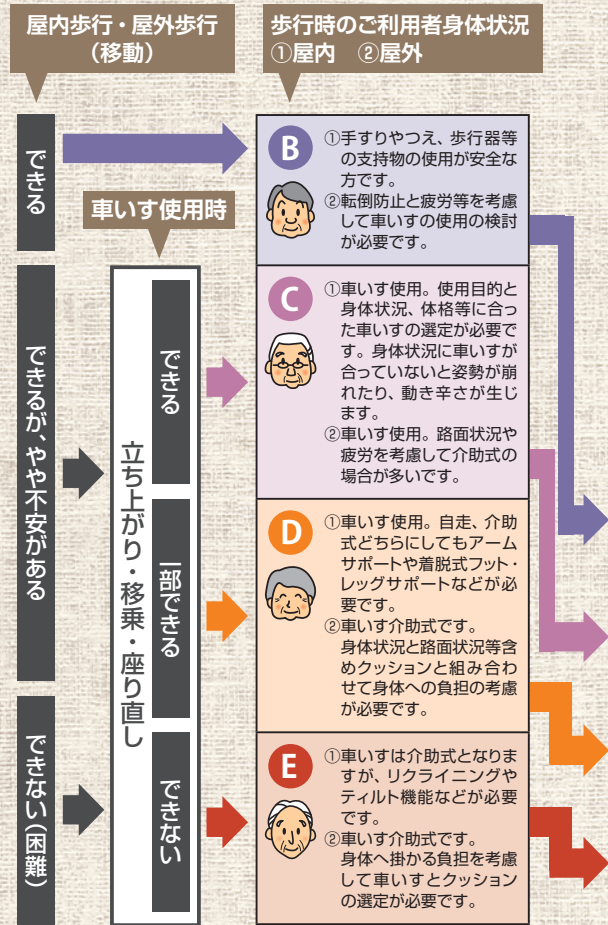 屋内歩行・屋外歩行
（移動）
歩行時のご利用者身体状況
①屋内　②屋外
できる
できるが、やや不安がある
できない（困難）
車いす使用時
立ち上がり・移乗・座り直し
できる
一部できる
できない
B
①手すりやつえ、歩行器等
の支持物の使用が安全な
方です。
②転倒防止と疲労等を考慮
して車いすの使用の検討
が必要です。
C
①車いす使用。使用目的と
身体状況、体格等に合っ
た車いすの選定が必要で
す。身体状況に車いすが
合っていないと姿勢が崩
れたり、動き辛さが生じ
ます。
②車いす使用。路面状況や
疲労を考慮して介助式の
場合が多いです。
D
①車いす使用。自走、介助
式どちらにしてもアーム
サポートや着脱式フット・
レッグサポートなどが必
要です。
②車いす介助式です。
身体状況と路面状況等含
めクッションと組み合わ
せて身体への負担の考慮
が必要です。
E
①車いすは介助式となりま
すが、リクライニングや
ティルト機能などが必要
です。
②車いす介助式です。
身体へ掛かる負担を考慮
して車いすとクッション
の選定が必要です。